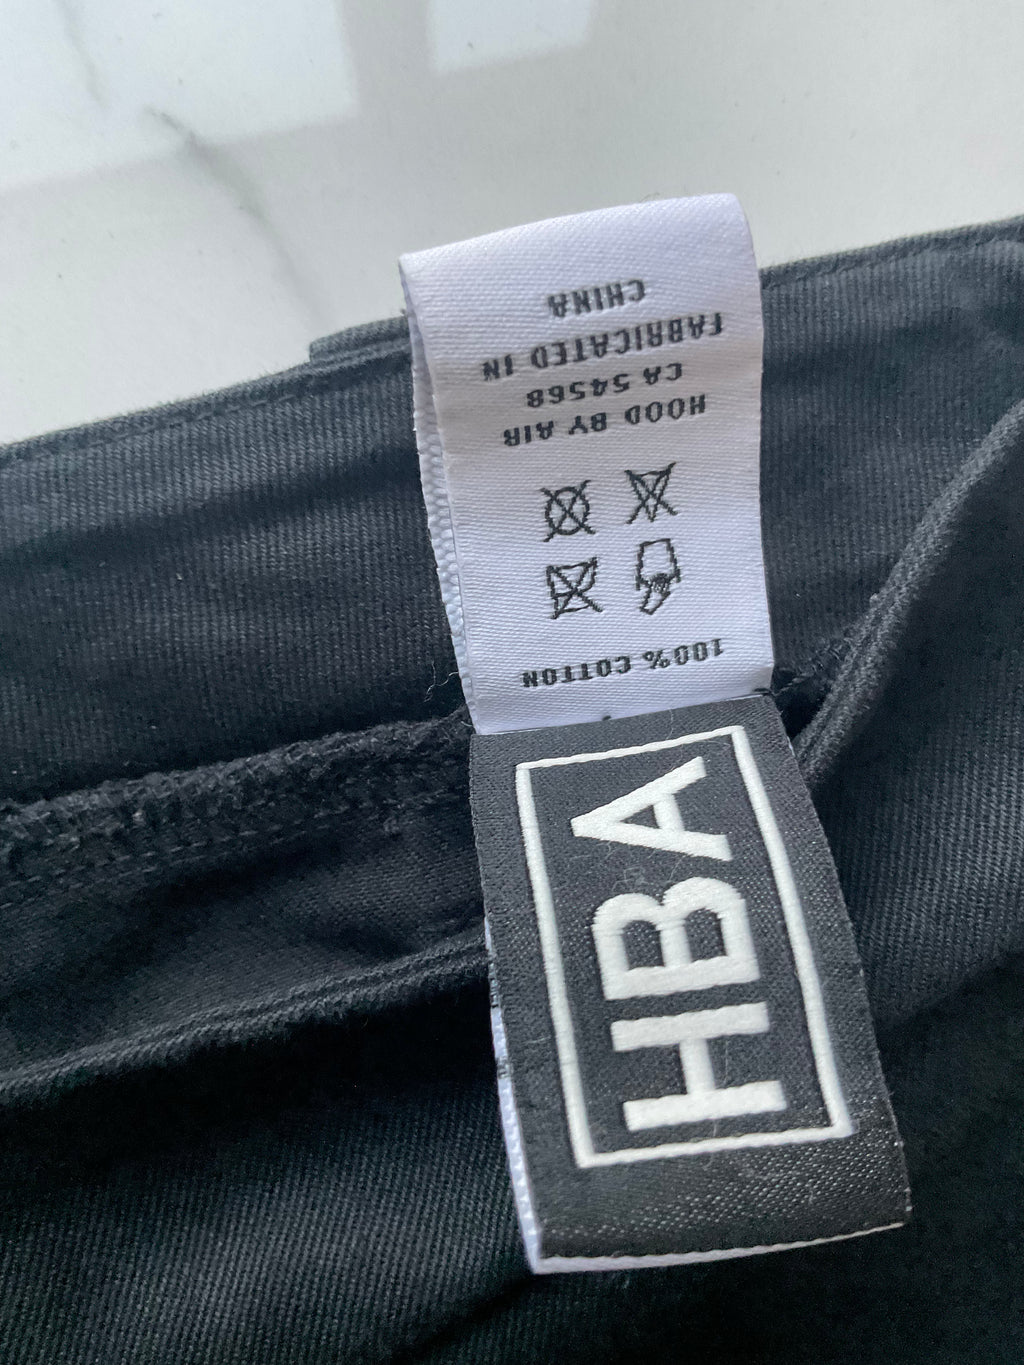 100% COTTON
HOOD BY AIR
CA 54568
FABRICATED IN
CHINA
HBA